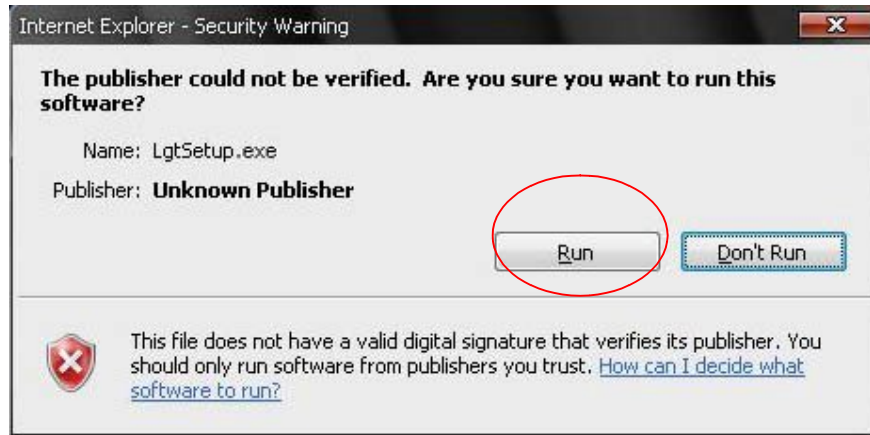 Internet Explorer - Security Warning
The publisher could not be verified.  Are you sure you want to run this
software?
Name: LgtSetup.exe
Publisher: Unknown Publisher
Run
Don't Run
This file does not have a valid digital signature that verifies its publisher. You
should only run software from publishers you trust. How can I decide what
software to run?